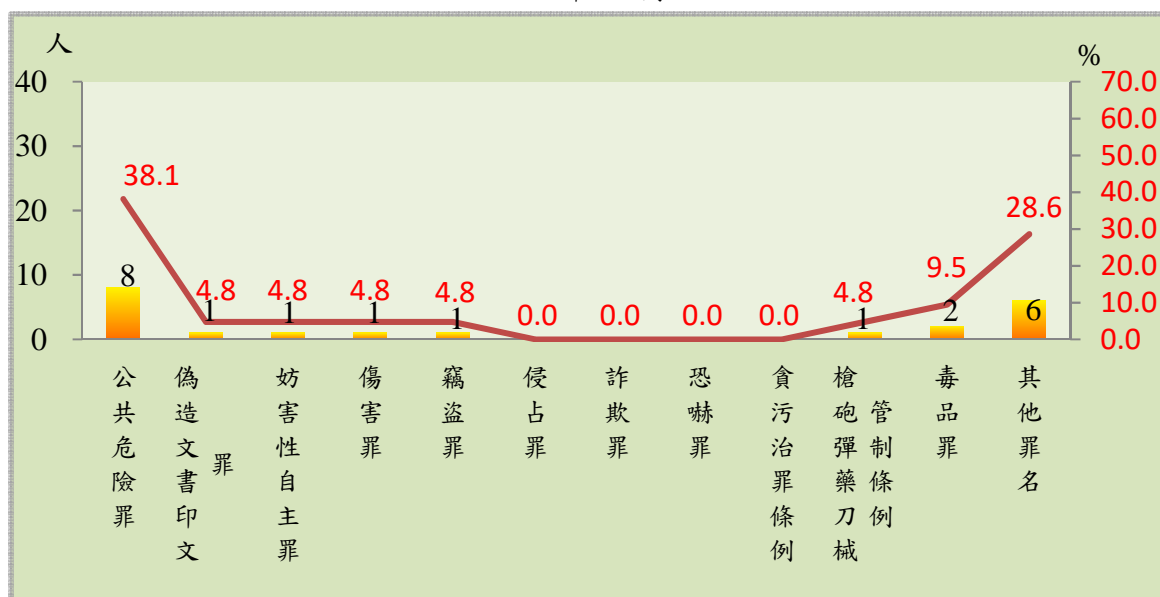 人
%
40
30
20
10
0
70.0
60.0
50.0
40.0
30.0
20.0
10.0
0.0
38.1
4.8
4.8
4.8
4.8
0.0
0.0
0.0
0.0
4.8
9.5
28.6
8
1
1
1
1
1
2
6
公共危險罪
偽造文書印文
罪
妨害性自主罪
傷害罪
竊盜罪
侵占罪
詐欺罪
恐嚇罪
貪污治罪條例
槍砲彈藥刀械
管制條例
毒品罪
其他罪名